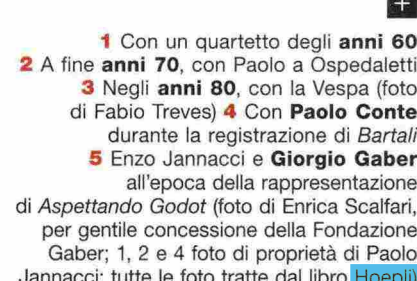 +
1 Con un quartetto degli anni 60
2 A fine anni 70, con Paolo a Ospedaletti
3 Negli anni 80, con la Vespa (foto
di Fabio Treves) 4 Con Paolo Conte
durante la registrazione di Bartali
5 Enzo Jannacci e Giorgio Gaber
all'epoca della rappresentazione
di Aspettando Godot (foto di Enrica Scalfari,
per gentile concessione della Fondazione
Gaber; 1, 2 e 4 foto di proprietà di Paolo
Jannacci; tutte le foto tratte dal libro Hoepli)